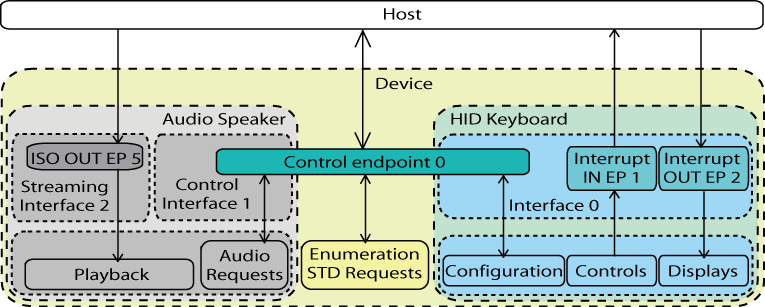 Host
Device
Audio Speaker
HID Keyboard
ISO OUT EP 5
Control endpoint 0
Interrupt
IN EP 1
Interrupt
OUT EP 2
Streaming
Interface 2
Control
Interface 1
Interface 0
Playback
Audio
Requests
Enumeration
STD Requests
Configuration
Controls
Displays